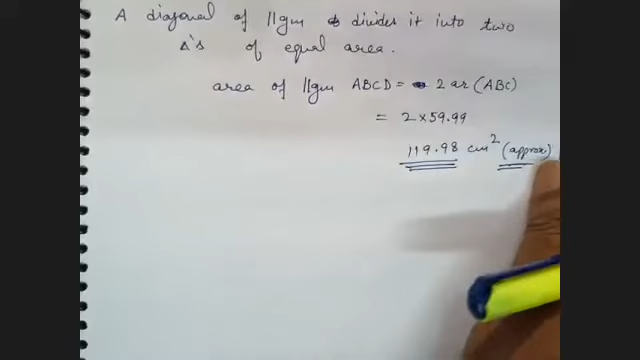 A diagonal of ||gm divides it into two
Δ's of equal area.
area of ||gm ABCD = 2 ar(ABC)
= 2 × 59.99
119.98 cm² (approx)